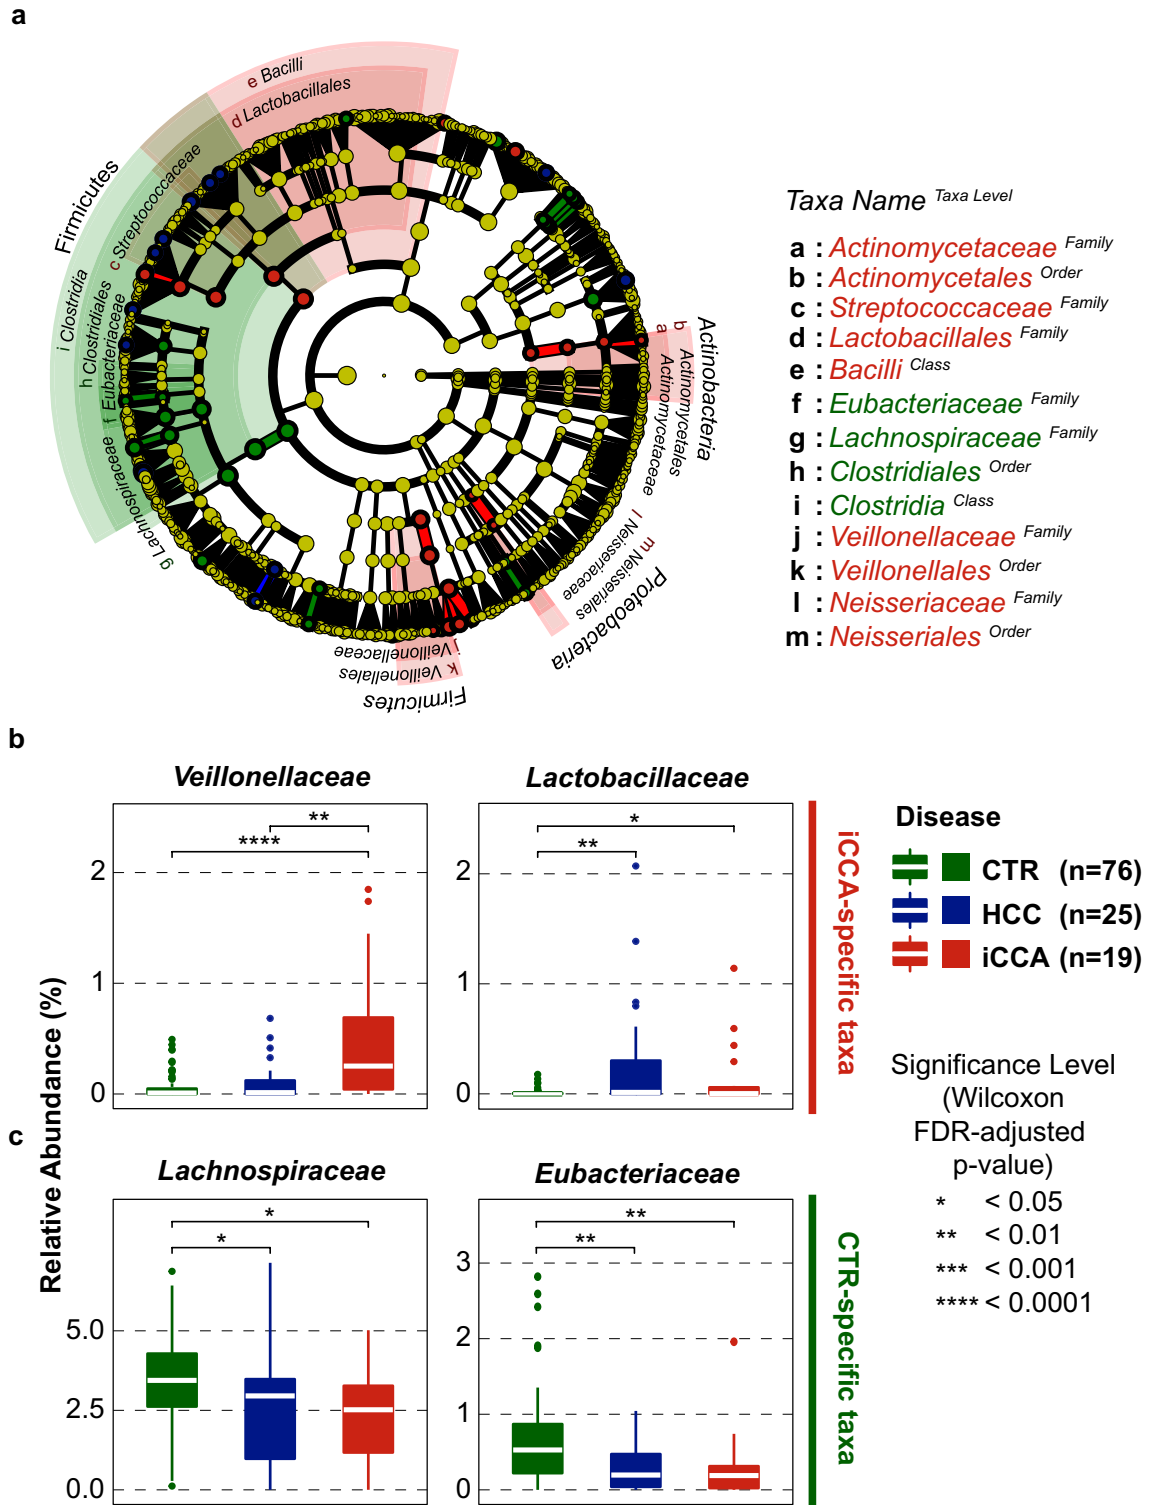 a
e Bacilli
d Lactobacillales
c Streptococcaceae
Firmicutes
i Clostridia
h Clostridiales
f Eubacteriaceae
g Lachnospiraceae
Actinobacteria
b Actinomycetales
a Actinomycetaceae
l Neisseriaceae
m Neisseriales
Proteobacteria
j Veillonellaceae
k Veillonellales
Firmicutes
Taxa Name Taxa Level
a : Actinomycetaceae Family
b : Actinomycetales Order
c : Streptococcaceae Family
d : Lactobacillales Family
e : Bacilli Class
f : Eubacteriaceae Family
g : Lachnospiraceae Family
h : Clostridiales Order
i : Clostridia Class
j : Veillonellaceae Family
k : Veillonellales Order
l : Neisseriaceae Family
m : Neisseriales Order
b
Relative Abundance (%)
Veillonellaceae
**
****
2
1
0
Lactobacillaceae
*
**
2
1
0
iCCA-specific taxa
Disease
CTR (n=76)
HCC (n=25)
iCCA (n=19)
Significance Level
(Wilcoxon
FDR-adjusted
p-value)
* < 0.05
** < 0.01
*** < 0.001
**** < 0.0001
c
Lachnospiraceae
*
*
5.0
2.5
0.0
Eubacteriaceae
**
**
3
2
1
0
CTR-specific taxa